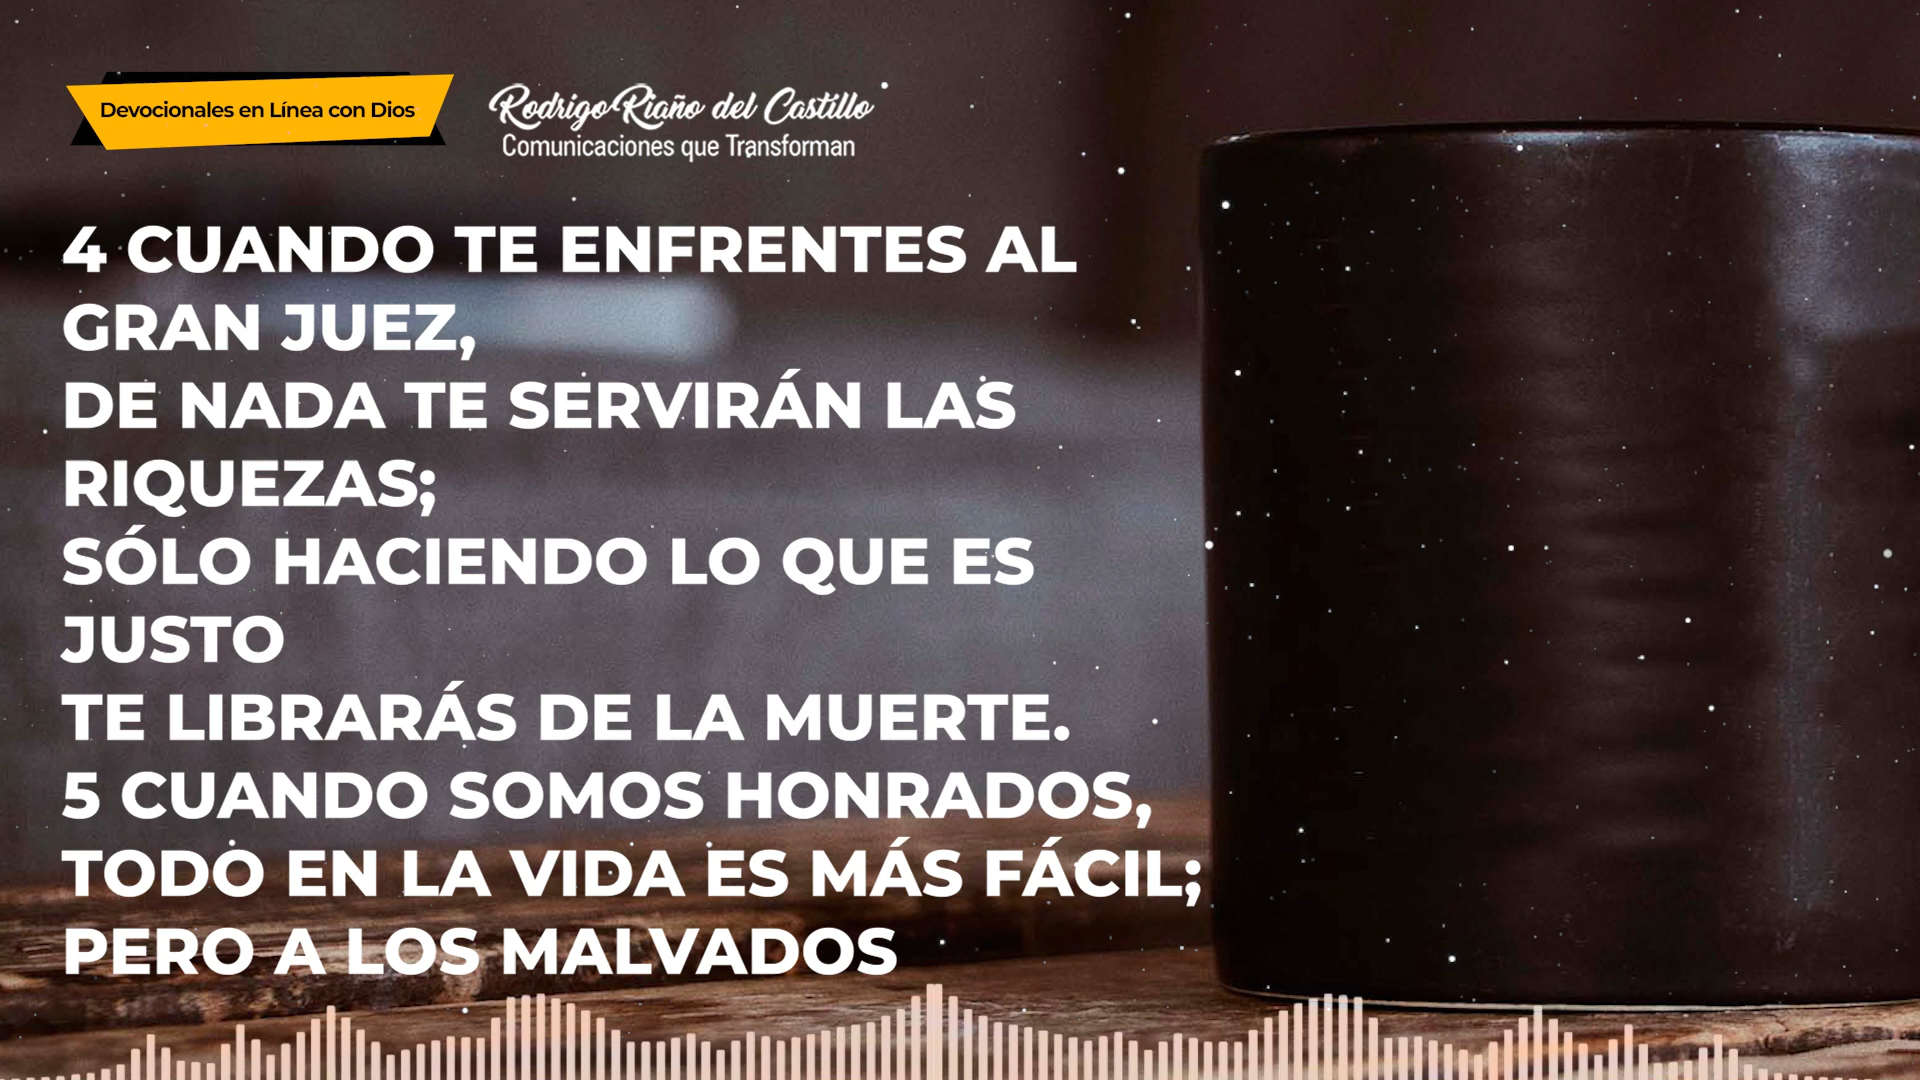 Devocionales en Línea con Dios
Rodrigo Riaño del Castillo
Comunicaciones que Transforman
4 CUANDO TE ENFRENTES AL
GRAN JUEZ,
DE NADA TE SERVIRÁN LAS
RIQUEZAS;
SÓLO HACIENDO LO QUE ES
JUSTO
TE LIBRARÁS DE LA MUERTE.
5 CUANDO SOMOS HONRADOS,
TODO EN LA VIDA ES MÁS FÁCIL;
PERO A LOS MALVADOS